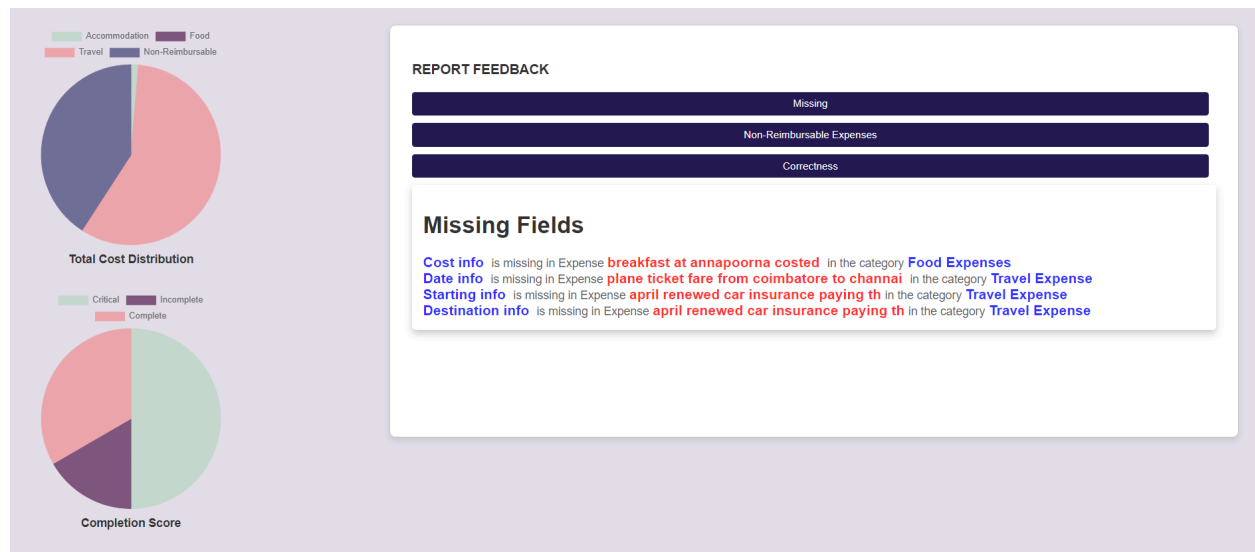 Accommodation Food
Travel Non-Reimbursable
Total Cost Distribution
Critical Incomplete
Complete
Completion Score
REPORT FEEDBACK
Missing
Non-Reimbursable Expenses
Correctness
Missing Fields
Cost info is missing in Expense breakfast at annapoorna costed in the category Food Expenses
Date info is missing in Expense plane ticket fare from coimbatore to channai in the category Travel Expense
Starting info is missing in Expense april renewed car insurance paying th in the category Travel Expense
Destination info is missing in Expense april renewed car insurance paying th in the category Travel Expense